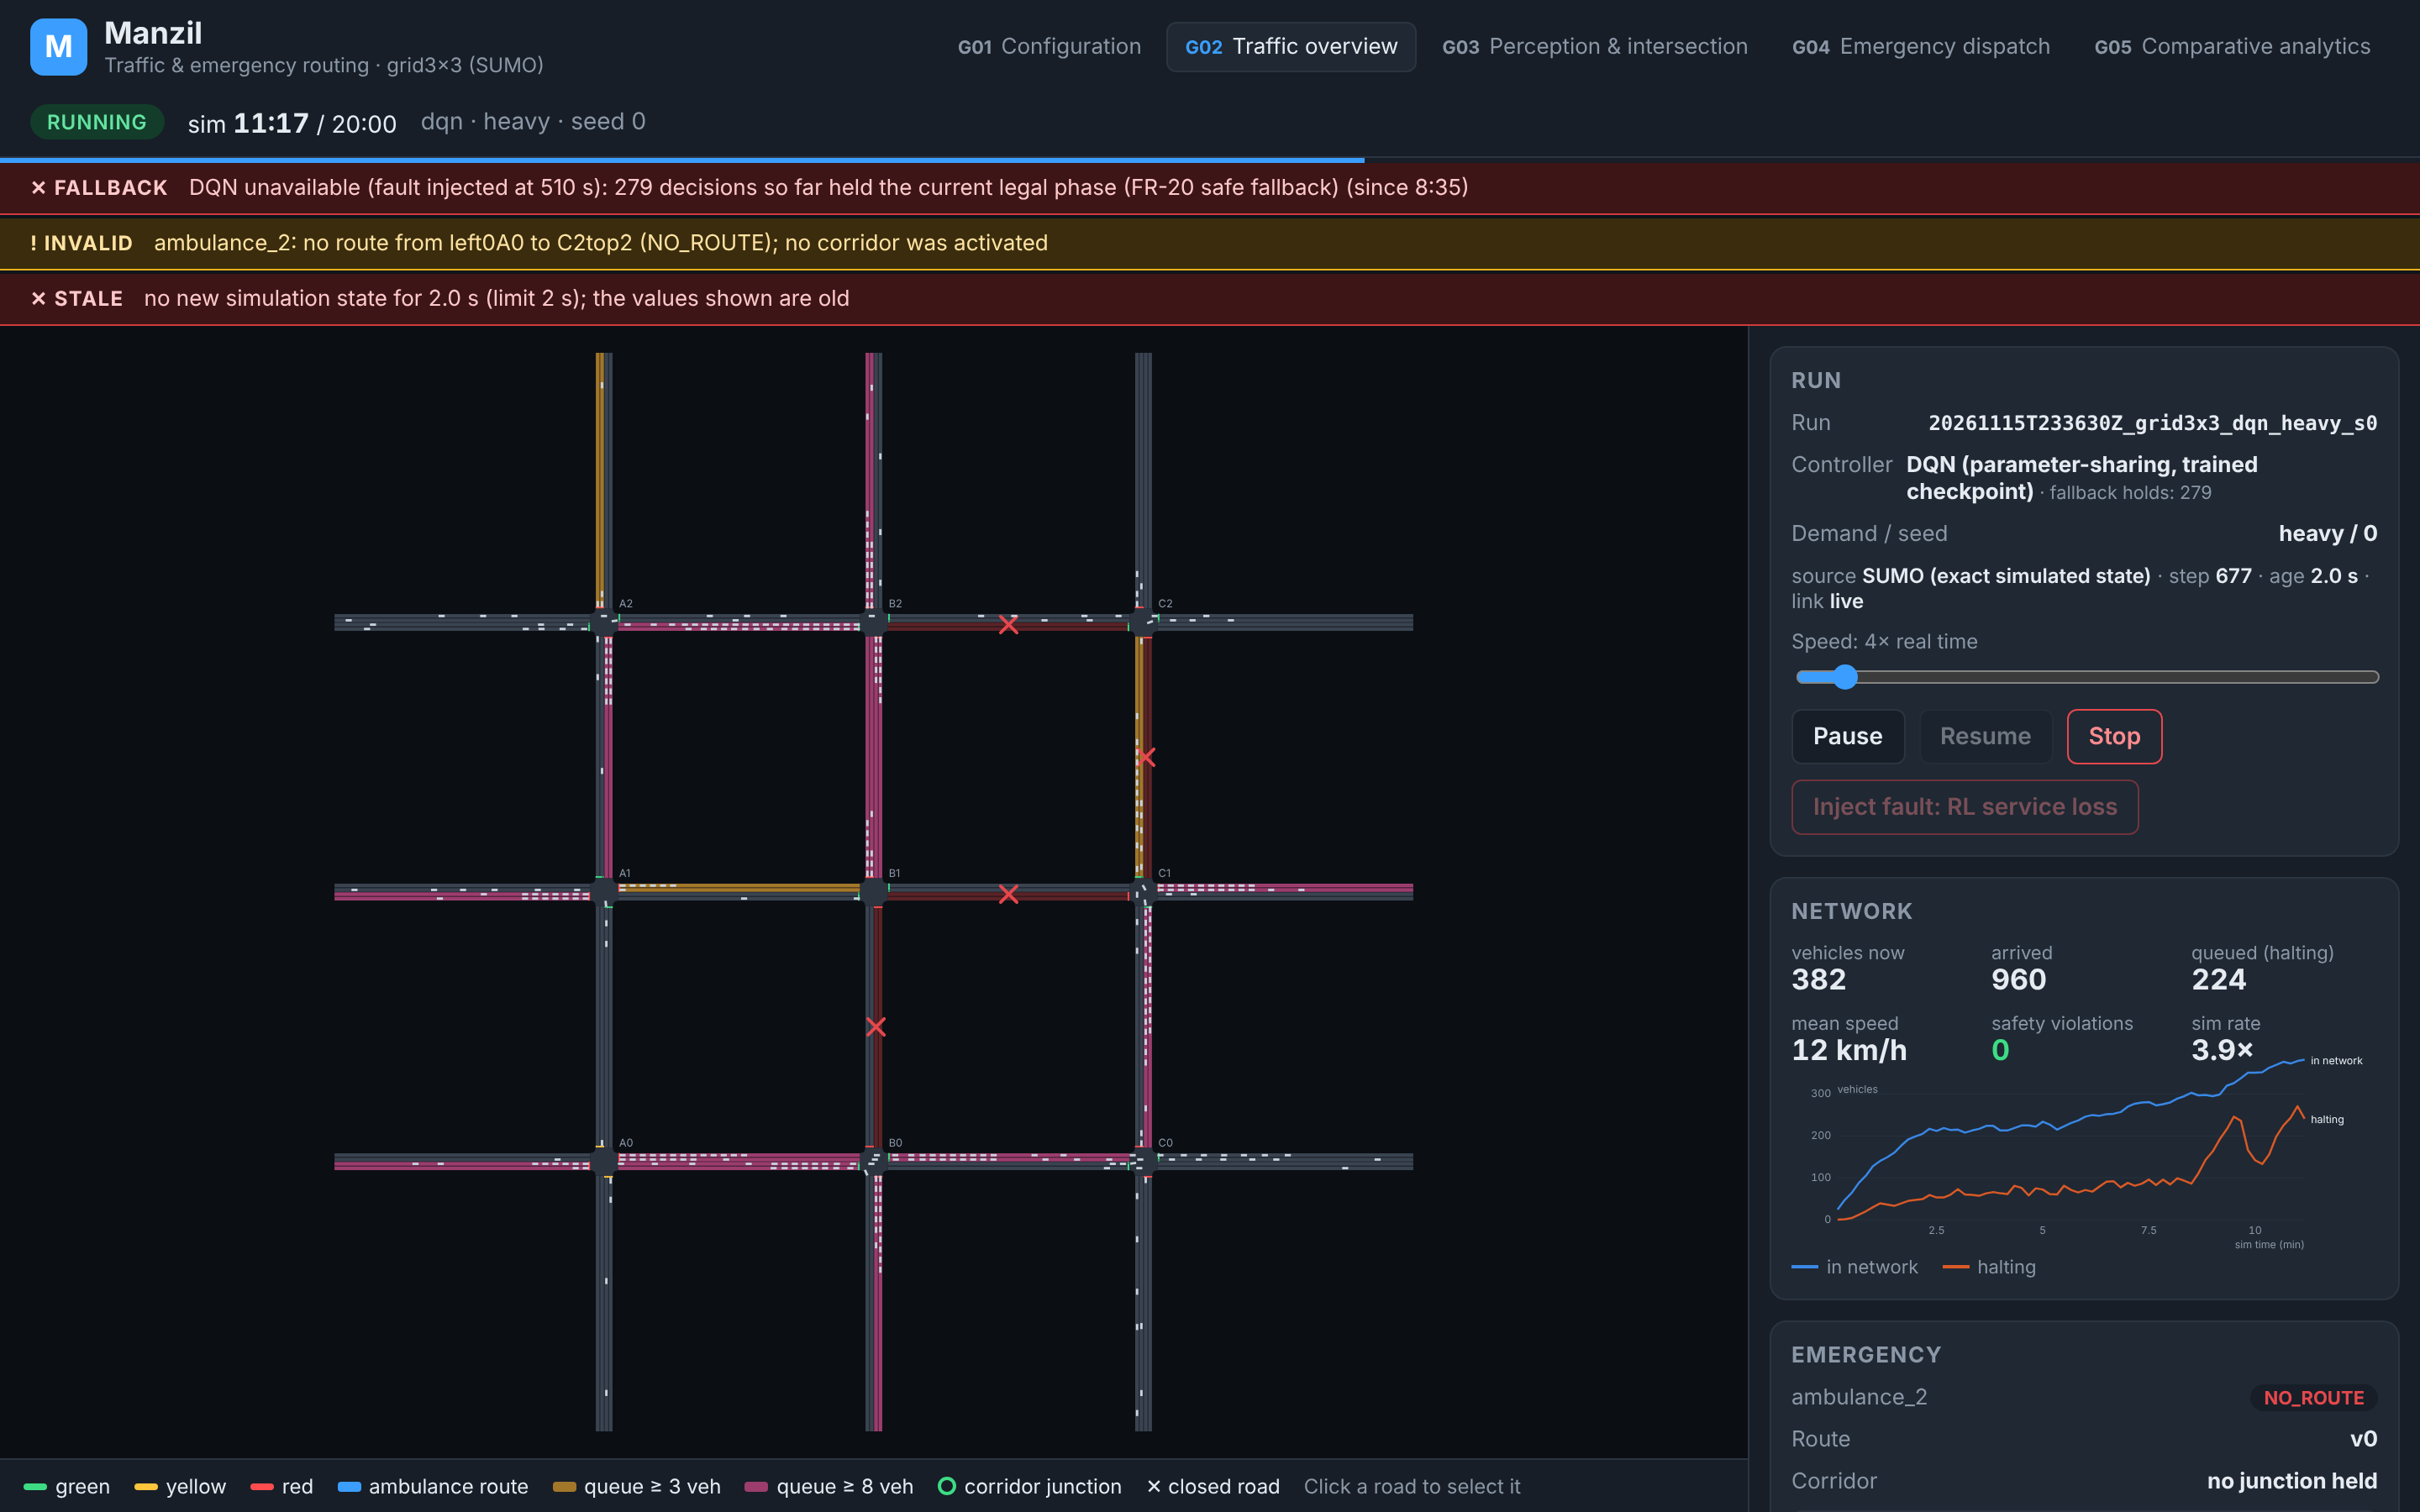 M
Manzil
Traffic & emergency routing · grid3×3 (SUMO)
G01 Configuration
G02 Traffic overview
G03 Perception & intersection
G04 Emergency dispatch
G05 Comparative analytics
RUNNING sim 11:17 / 20:00 dqn · heavy · seed 0
✕ FALLBACK DQN unavailable (fault injected at 510 s): 279 decisions so far held the current legal phase (FR-20 safe fallback) (since 8:35)
! INVALID ambulance_2: no route from left0A0 to C2top2 (NO_ROUTE); no corridor was activated
✕ STALE no new simulation state for 2.0 s (limit 2 s); the values shown are old
A2
B2
C2
A1
B1
C1
A0
B0
C0
green
yellow
red
ambulance route
queue ≥ 3 veh
queue ≥ 8 veh
corridor junction
✕ closed road
Click a road to select it
RUN
Run 20261115T233630Z_grid3x3_dqn_heavy_s0
Controller DQN (parameter-sharing, trained
checkpoint) · fallback holds: 279
Demand / seed heavy / 0
source SUMO (exact simulated state) · step 677 · age 2.0 s ·
link live
Speed: 4× real time
Pause
Resume
Stop
Inject fault: RL service loss
NETWORK
vehicles now arrived queued (halting)
382 960 224
mean speed safety violations sim rate
12 km/h 0 3.9×
in network
300 vehicles
halting
200
100
0
2.5 5 7.5 10
sim time (min)
in network halting
EMERGENCY
ambulance_2 NO_ROUTE
Route v0
Corridor no junction held